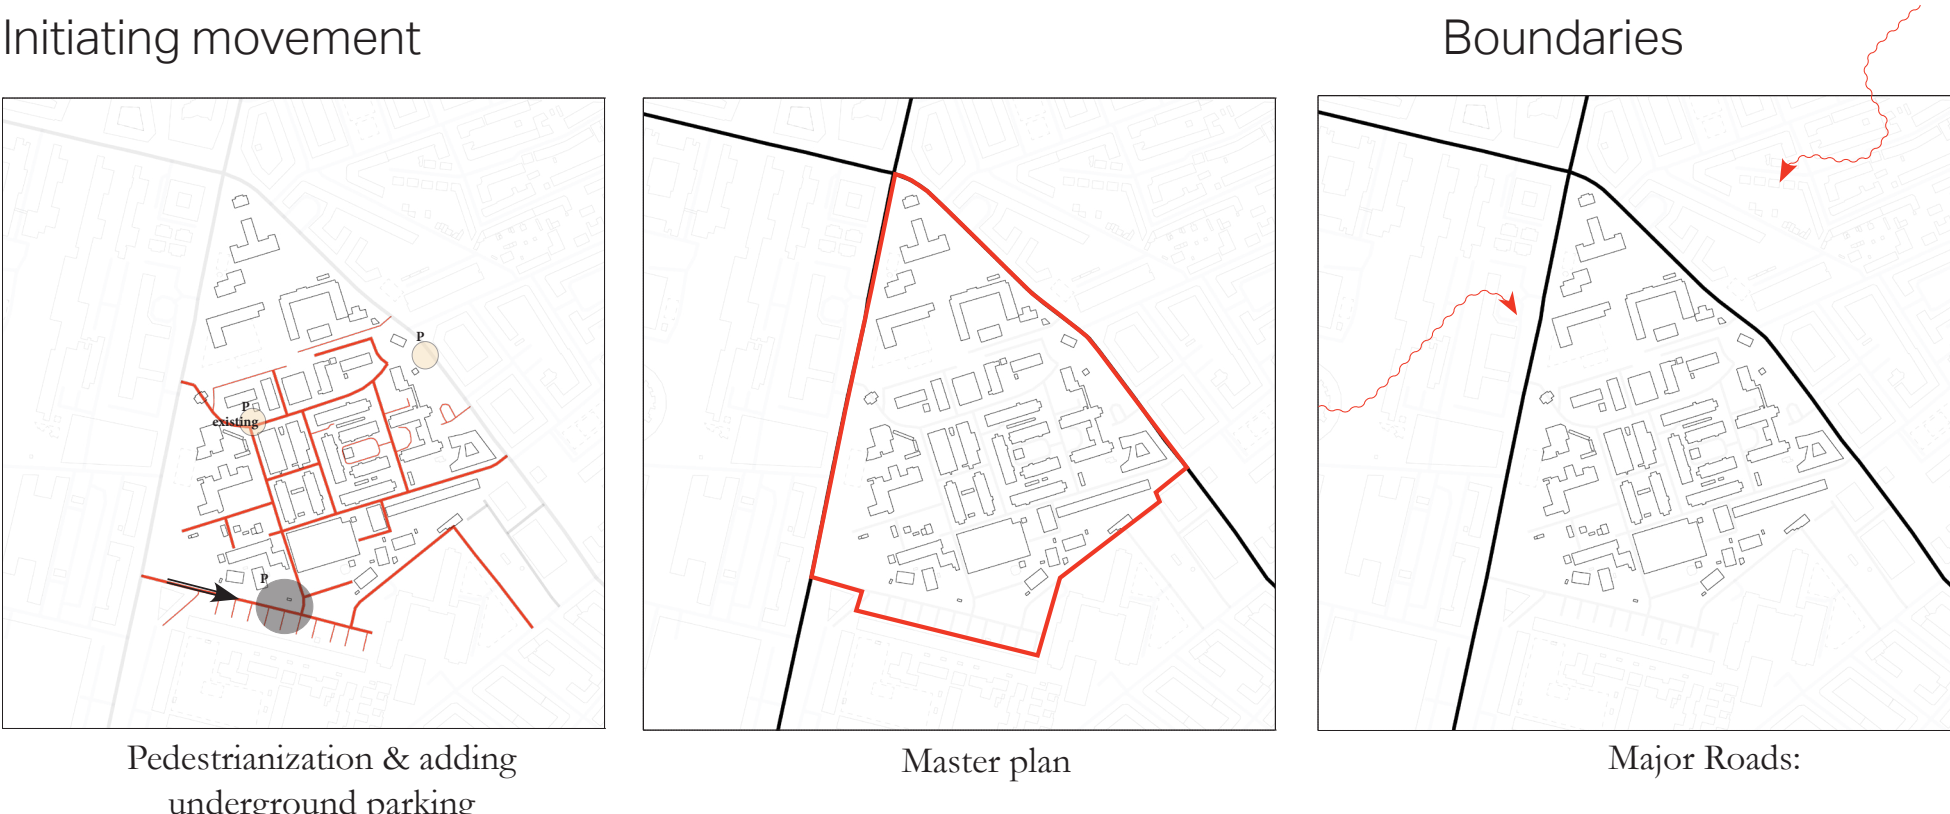 Initiating movement
Boundaries
P
P
existing
P
Pedestrianization & adding
underground parking
Master plan
Major Roads: